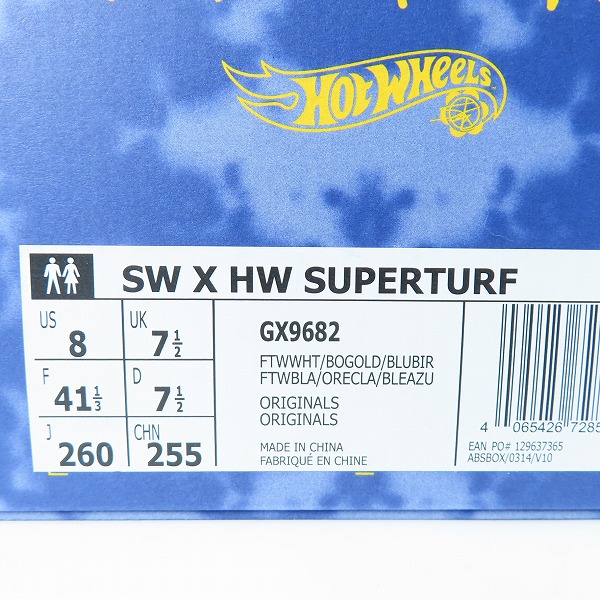 HOT WHEELS
SW X HW SUPERTURF
US 8 UK 7 1/2
F 41 1/3 D 7 1/2
J 260 CHN 255
GX9682
FTWWHT/BOGOLD/BLUBIR
FTWBLA/ORECLA/BLEAZU
ORIGINALS
ORIGINALS
MADE IN CHINA
FABRIQUÉ EN CHINE
4 065426 7285
EAN PO# 129637365
ABSBOX/0314/V10